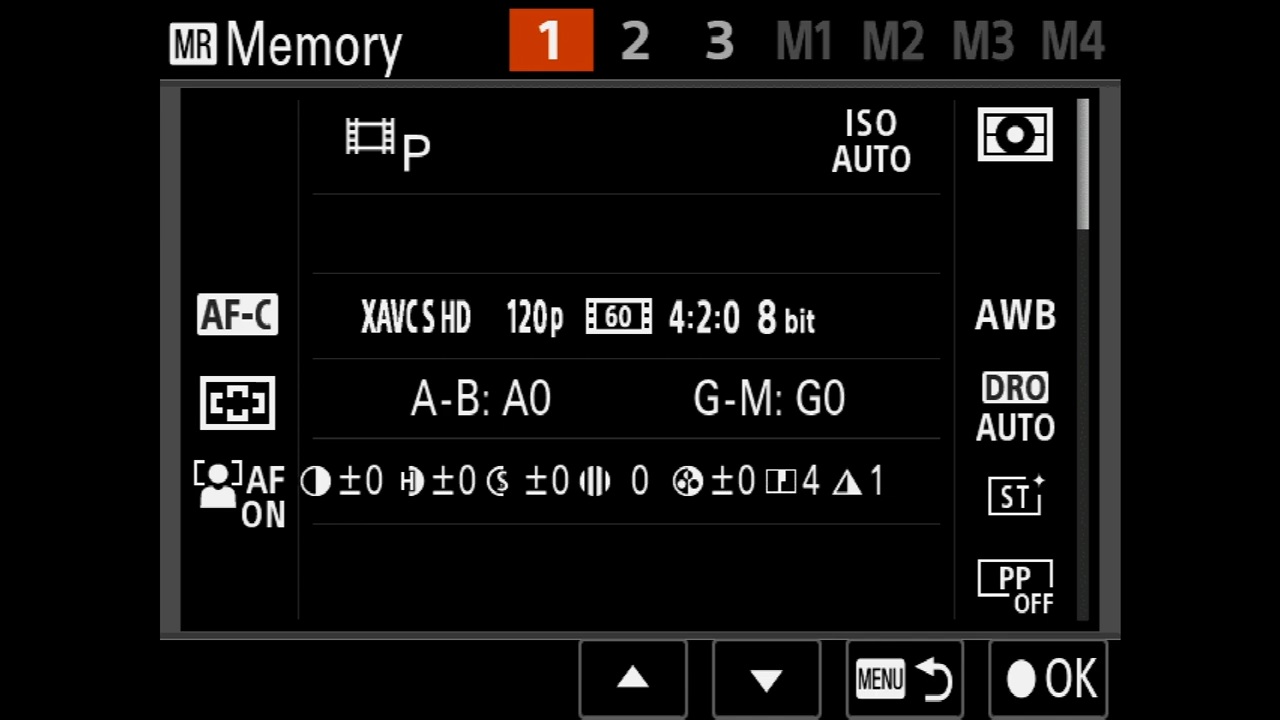 MR Memory 1 2 3 M1 M2 M3 M4
P ISO AUTO
AF-C XAVC S HD 120p 60 4:2:0 8 bit AWB
A-B: A0 G-M: G0 DRO AUTO
AF ON ±0 H ±0 S ±0 0 ±0 4 1 ST
PP OFF
MENU OK